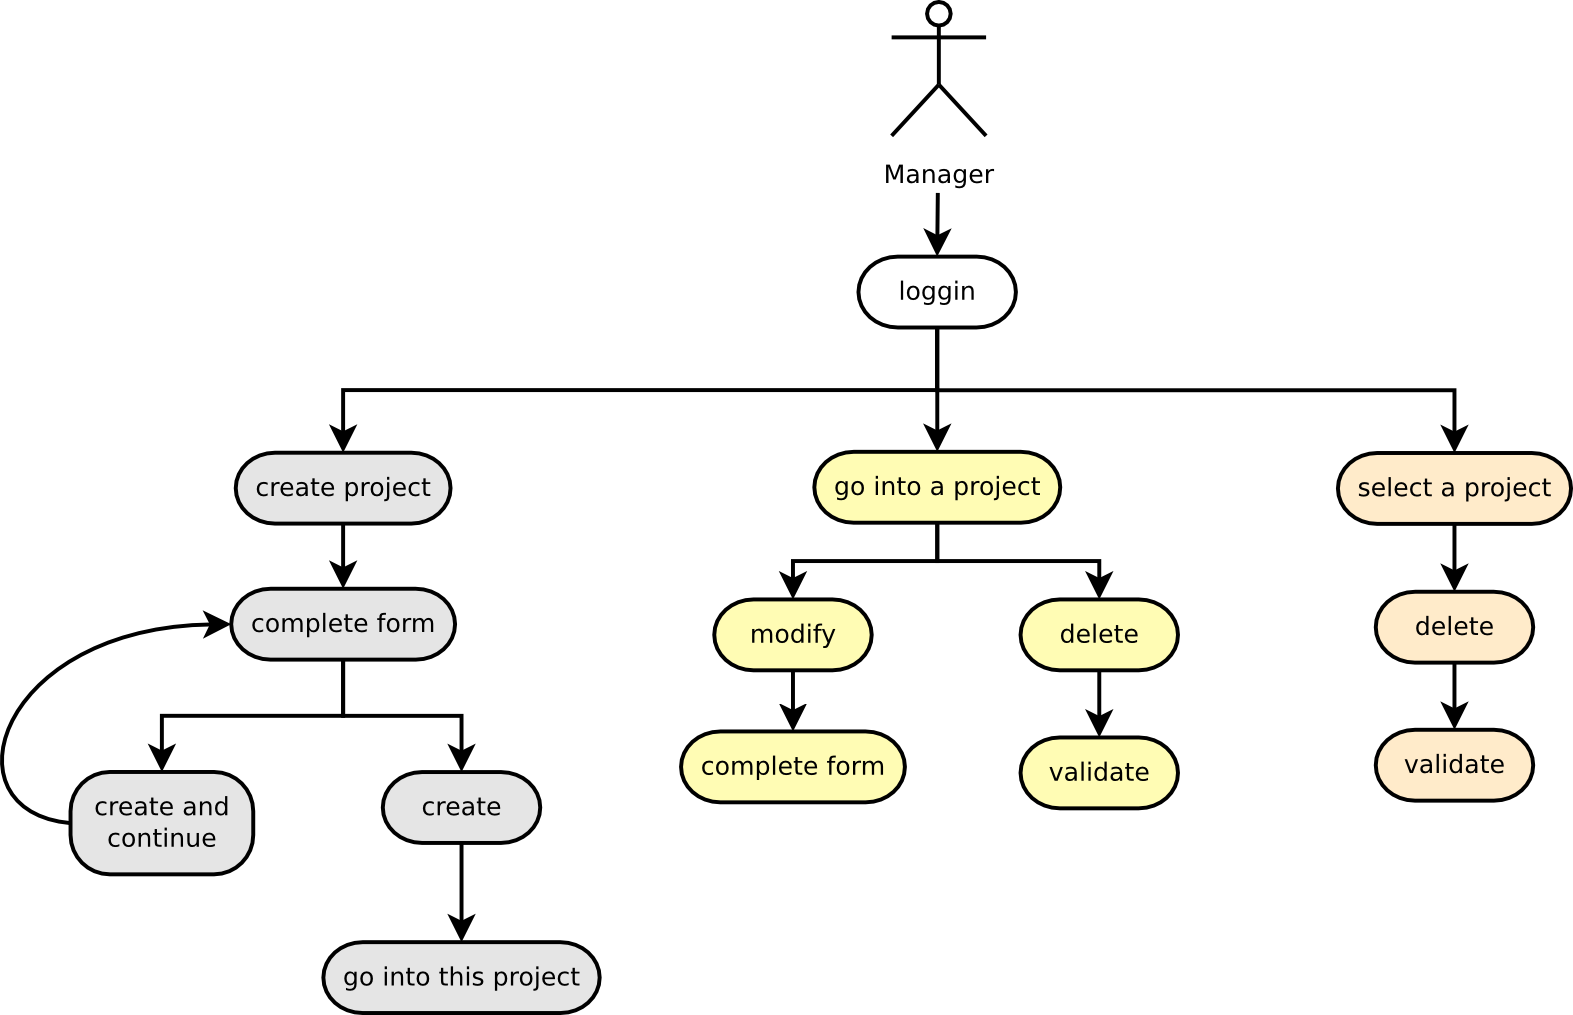 Manager
loggin
create project
go into a project
select a project
complete form
modify
delete
delete
complete form
validate
validate
create and
continue
create
go into this project